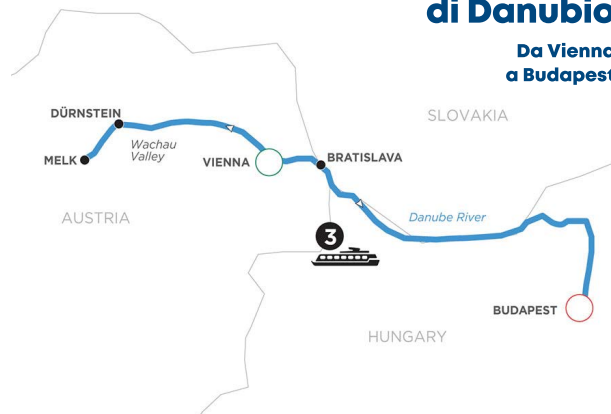 di Danubio
Da Vienna
a Budapest
SLOVAKIA
DÜRNSTEIN
Wachau
Valley
MELK
VIENNA
BRATISLAVA
AUSTRIA
Danube River
3
BUDAPEST
HUNGARY